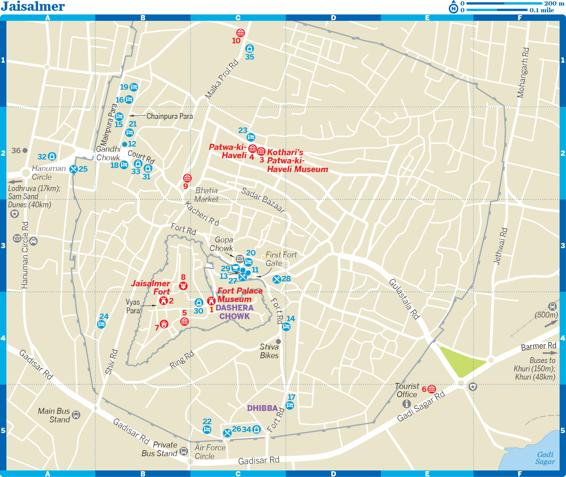 Jaisalmer
0 200 m
0 0.1 mile
A B C D E F
1
10
35
Malka Prol Rd
Mohangarh Rd
19
16
Mainpura Para
15
Chainpura Para
21
23
12
2
36
32
Hanuman
Circle
25
Gandhi
Chowk
Court Rd
18
33
31
Patwa-ki-
Haveli 4
3 Kothari's
Patwa-ki-
Haveli Museum
9
Bhatia
Market
Sadar Bazaar
Lodhruva (17km);
Sam Sand
Dunes (40km)
Kacheri Rd
Fort Rd
Hanuman Circle Rd
Jethwai Rd
3
Gopa
Chowk
20
First Fort
Gate
29
13
11
27
28
8
Jaisalmer
Fort
2
Fort Palace
Museum
1
DASHERA
CHOWK
Vyas
Para
30
5
7
Gulastala Rd
(500m)
24
14
Fort Rd
Shiva
Bikes
Shiv Rd
Ring Rd
4
Barmer Rd
Buses to
Khuri (150m);
Khuri (48km)
Gadisar Rd
Tourist
Office
6
Gadi Sagar Rd
17
DHIBBA
Fort Rd
Main Bus
Stand
Gadisar Rd
22
26
34
5
Private
Bus Stand
Air Force
Circle
Gadisar Rd
Gadi
Sagar
A B C D E F